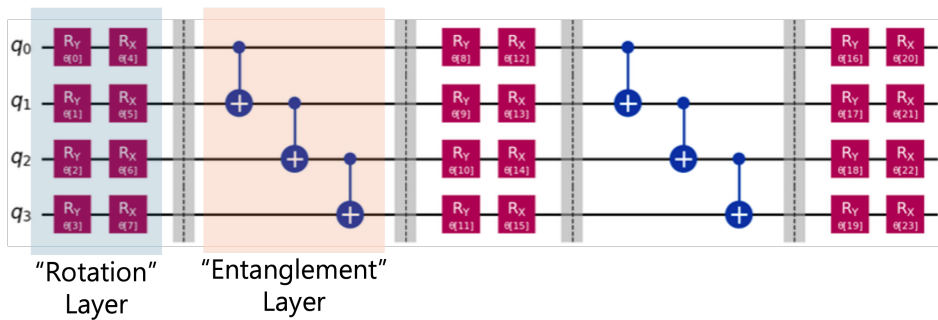 q0 RY θ[0] RX θ[4] RY θ[8] RX θ[12] RY θ[16] RX θ[20]
q1 RY θ[1] RX θ[5] RY θ[9] RX θ[13] RY θ[17] RX θ[21]
q2 RY θ[2] RX θ[6] RY θ[10] RX θ[14] RY θ[18] RX θ[22]
q3 RY θ[3] RX θ[7] RY θ[11] RX θ[15] RY θ[19] RX θ[23]
“Rotation”
Layer
“Entanglement”
Layer